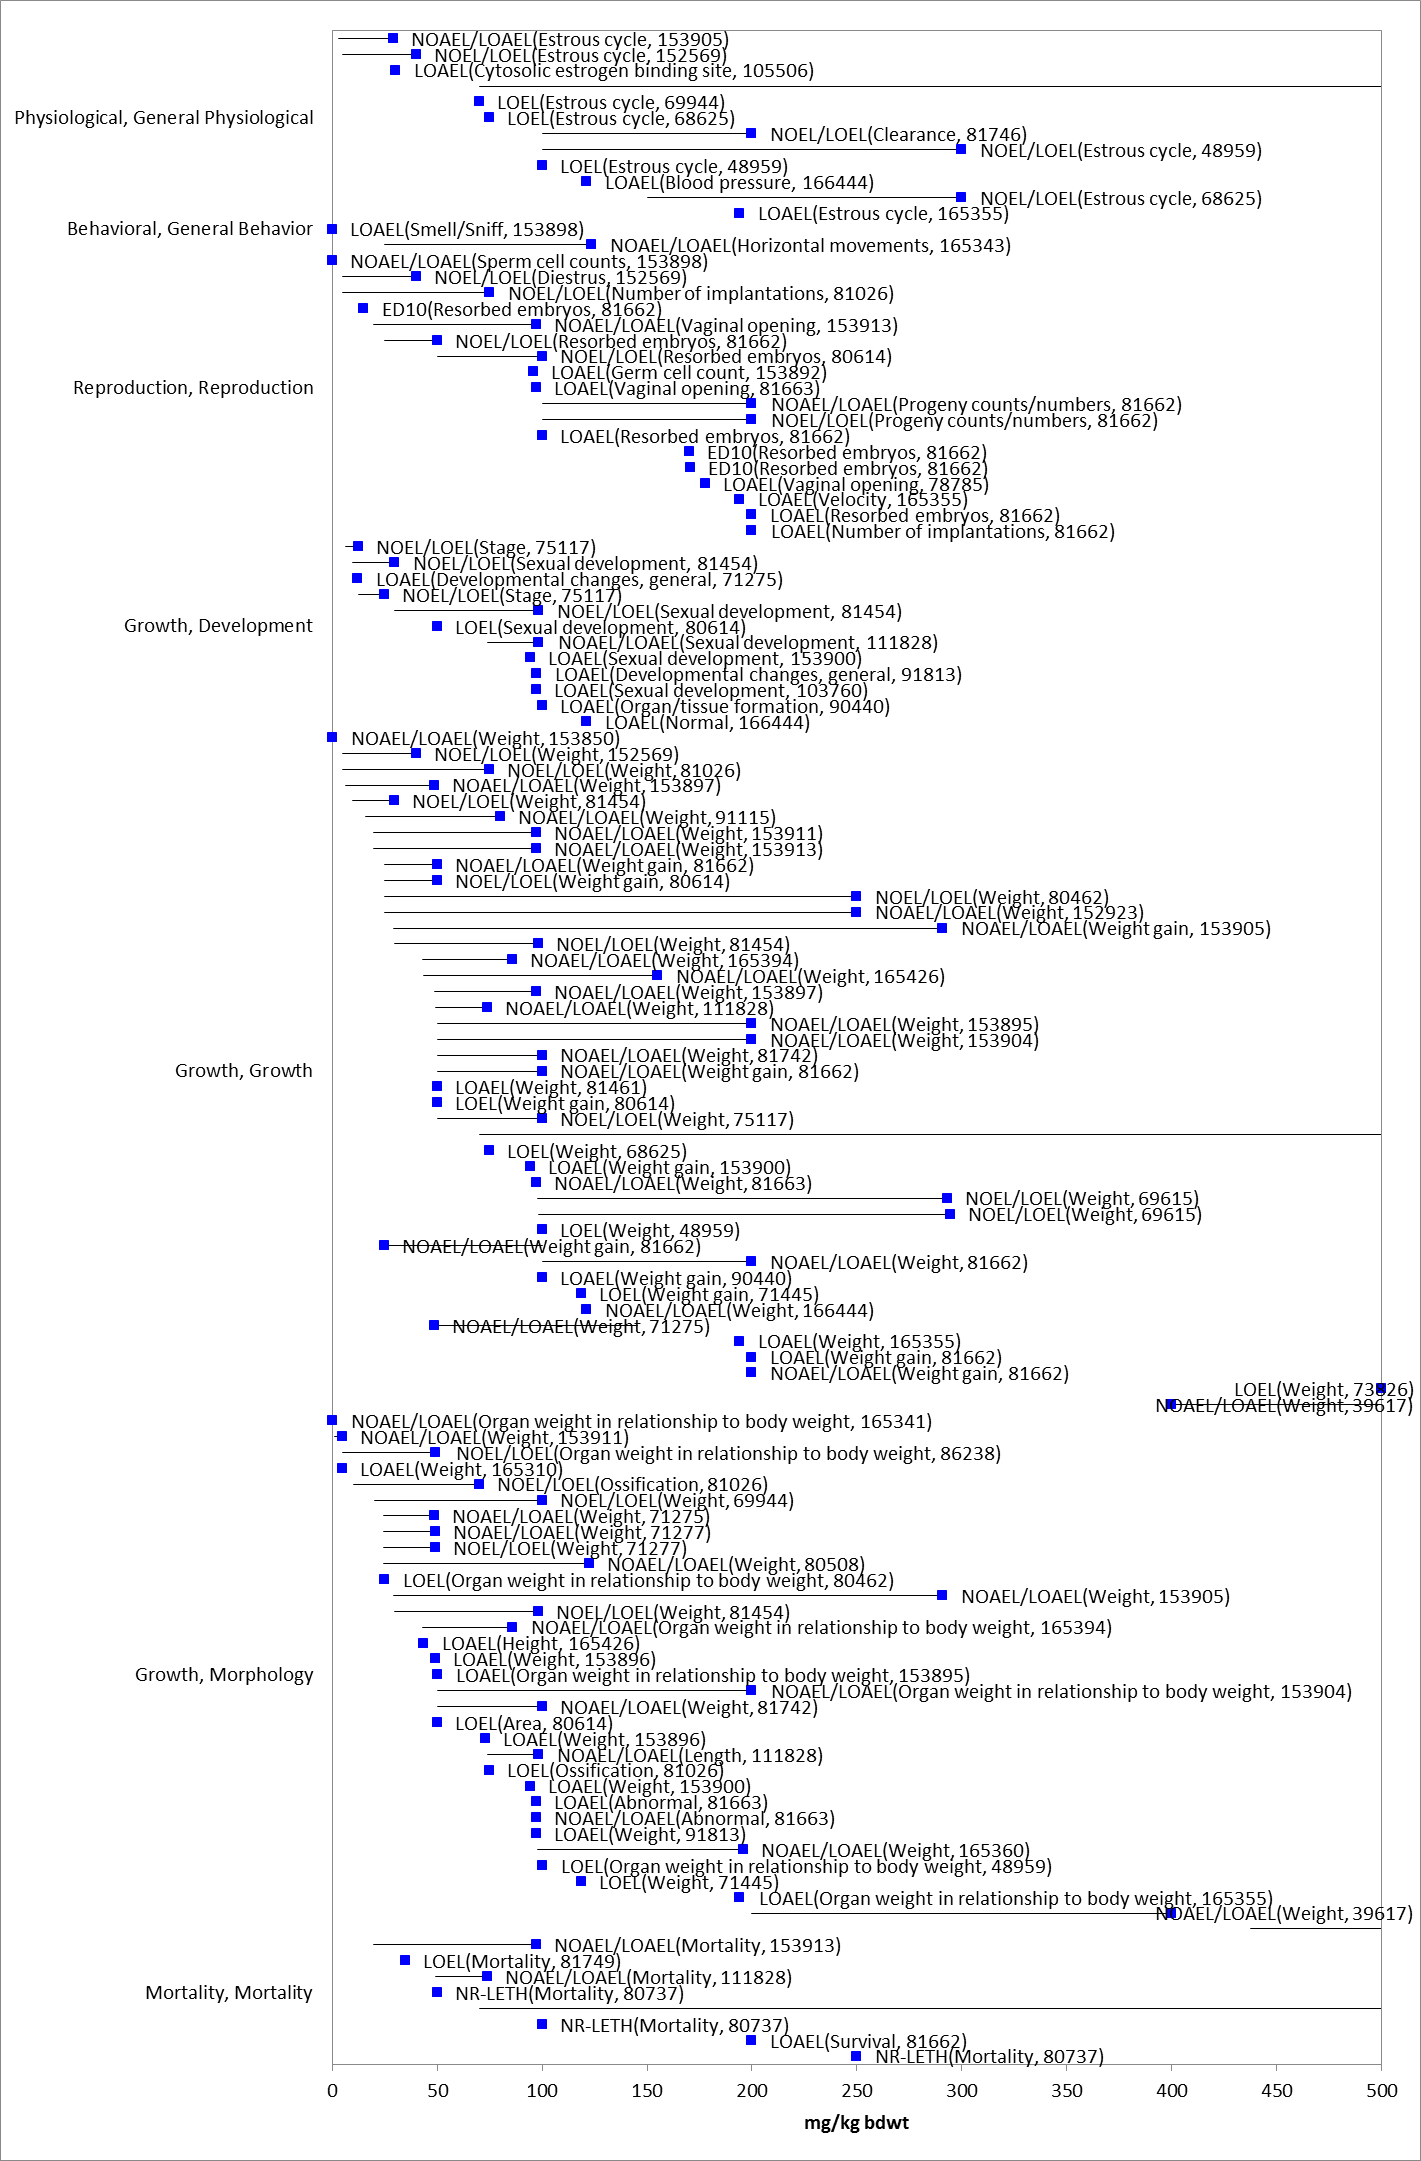 NOAEL/LOAEL(Estrous cycle, 153905)
NOEL/LOEL(Estrous cycle, 152569)
LOAEL(Cytosolic estrogen binding site, 105506)
LOEL(Estrous cycle, 69944)
Physiological, General Physiological
LOEL(Estrous cycle, 68625)
NOEL/LOEL(Clearance, 81746)
NOEL/LOEL(Estrous cycle, 48959)
LOEL(Estrous cycle, 48959)
LOAEL(Blood pressure, 166444)
NOEL/LOEL(Estrous cycle, 68625)
LOAEL(Estrous cycle, 165355)
Behavioral, General Behavior
LOAEL(Smell/Sniff, 153898)
NOAEL/LOAEL(Horizontal movements, 165343)
NOAEL/LOAEL(Sperm cell counts, 153898)
NOEL/LOEL(Diestrus, 152569)
NOEL/LOEL(Number of implantations, 81026)
ED10(Resorbed embryos, 81662)
NOAEL/LOAEL(Vaginal opening, 153913)
NOEL/LOEL(Resorbed embryos, 81662)
NOEL/LOEL(Resorbed embryos, 80614)
LOAEL(Germ cell count, 153892)
Reproduction, Reproduction
LOAEL(Vaginal opening, 81663)
NOAEL/LOAEL(Progeny counts/numbers, 81662)
NOEL/LOEL(Progeny counts/numbers, 81662)
LOAEL(Resorbed embryos, 81662)
ED10(Resorbed embryos, 81662)
ED10(Resorbed embryos, 81662)
LOAEL(Vaginal opening, 78785)
LOAEL(Velocity, 165355)
LOAEL(Resorbed embryos, 81662)
LOAEL(Number of implantations, 81662)
NOEL/LOEL(Stage, 75117)
NOEL/LOEL(Sexual development, 81454)
LOAEL(Developmental changes, general, 71275)
NOEL/LOEL(Stage, 75117)
NOEL/LOEL(Sexual development, 81454)
Growth, Development
LOEL(Sexual development, 80614)
NOAEL/LOAEL(Sexual development, 111828)
LOAEL(Sexual development, 153900)
LOAEL(Developmental changes, general, 91813)
LOAEL(Sexual development, 103760)
LOAEL(Organ/tissue formation, 90440)
LOAEL(Normal, 166444)
NOAEL/LOAEL(Weight, 153850)
NOEL/LOEL(Weight, 152569)
NOEL/LOEL(Weight, 81026)
NOAEL/LOAEL(Weight, 153897)
NOEL/LOEL(Weight, 81454)
NOAEL/LOAEL(Weight, 91115)
NOAEL/LOAEL(Weight, 153911)
NOAEL/LOAEL(Weight, 153913)
NOAEL/LOAEL(Weight gain, 81662)
NOEL/LOEL(Weight gain, 80614)
NOEL/LOEL(Weight, 80462)
NOAEL/LOAEL(Weight, 152923)
NOAEL/LOAEL(Weight gain, 153905)
NOEL/LOEL(Weight, 81454)
NOAEL/LOAEL(Weight, 165394)
NOAEL/LOAEL(Weight, 165426)
NOAEL/LOAEL(Weight, 153897)
NOAEL/LOAEL(Weight, 111828)
NOAEL/LOAEL(Weight, 153895)
NOAEL/LOAEL(Weight, 153904)
NOAEL/LOAEL(Weight, 81742)
Growth, Growth
NOAEL/LOAEL(Weight gain, 81662)
LOAEL(Weight, 81461)
LOEL(Weight gain, 80614)
NOEL/LOEL(Weight, 75117)
LOEL(Weight, 68625)
LOAEL(Weight gain, 153900)
NOAEL/LOAEL(Weight, 81663)
NOEL/LOEL(Weight, 69615)
NOEL/LOEL(Weight, 69615)
LOEL(Weight, 48959)
NOAEL/LOAEL(Weight gain, 81662)
NOAEL/LOAEL(Weight, 81662)
LOAEL(Weight gain, 90440)
LOEL(Weight gain, 71445)
NOAEL/LOAEL(Weight, 166444)
NOAEL/LOAEL(Weight, 71275)
LOAEL(Weight, 165355)
LOAEL(Weight gain, 81662)
NOAEL/LOAEL(Weight gain, 81662)
LOEL(Weight, 73826)
NOAEL/LOAEL(Weight, 39617)
NOAEL/LOAEL(Organ weight in relationship to body weight, 165341)
NOAEL/LOAEL(Weight, 153911)
NOEL/LOEL(Organ weight in relationship to body weight, 86238)
LOAEL(Weight, 165310)
NOEL/LOEL(Ossification, 81026)
NOEL/LOEL(Weight, 69944)
NOAEL/LOAEL(Weight, 71275)
NOAEL/LOAEL(Weight, 71277)
NOEL/LOEL(Weight, 71277)
NOAEL/LOAEL(Weight, 80508)
LOEL(Organ weight in relationship to body weight, 80462)
NOAEL/LOAEL(Weight, 153905)
NOEL/LOEL(Weight, 81454)
NOAEL/LOAEL(Organ weight in relationship to body weight, 165394)
LOAEL(Height, 165426)
LOAEL(Weight, 153896)
Growth, Morphology
LOAEL(Organ weight in relationship to body weight, 153895)
NOAEL/LOAEL(Organ weight in relationship to body weight, 153904)
NOAEL/LOAEL(Weight, 81742)
LOEL(Area, 80614)
LOAEL(Weight, 153896)
NOAEL/LOAEL(Length, 111828)
LOEL(Ossification, 81026)
LOAEL(Weight, 153900)
LOAEL(Abnormal, 81663)
NOAEL/LOAEL(Abnormal, 81663)
LOAEL(Weight, 91813)
NOAEL/LOAEL(Weight, 165360)
LOEL(Organ weight in relationship to body weight, 48959)
LOEL(Weight, 71445)
LOAEL(Organ weight in relationship to body weight, 165355)
NOAEL/LOAEL(Weight, 39617)
NOAEL/LOAEL(Mortality, 153913)
LOEL(Mortality, 81749)
NOAEL/LOAEL(Mortality, 111828)
Mortality, Mortality
NR-LETH(Mortality, 80737)
NR-LETH(Mortality, 80737)
LOAEL(Survival, 81662)
NR-LETH(Mortality, 80737)
0 50 100 150 200 250 300 350 400 450 500
mg/kg bdwt